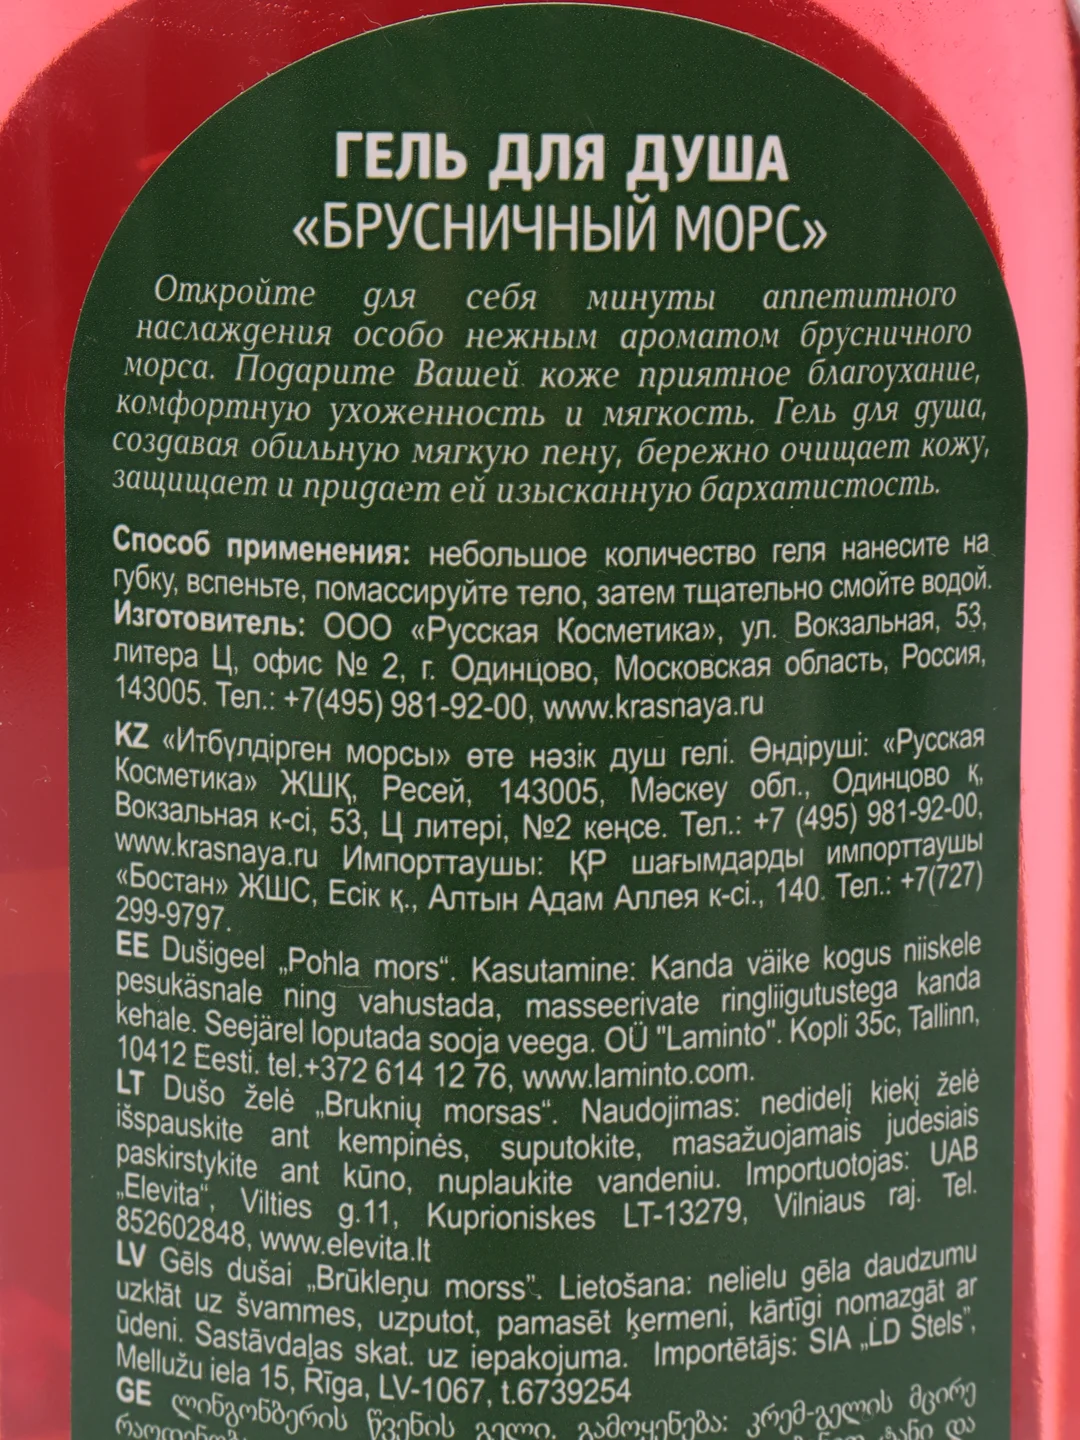 ГЕЛЬ ДЛЯ ДУША
«БРУСНИЧНЫЙ МОРС»
Откройте для себя минуты аппетитного
наслаждения особо нежным ароматом брусничного
морса. Подарите Вашей коже приятное благоухание,
комфортную ухоженность и мягкость. Гель для душа,
создавая обильную мягкую пену, бережно очищает кожу,
защищает и придает ей изысканную бархатистость.
Способ применения: небольшое количество геля нанесите на
губку, вспеньте, помассируйте тело, затем тщательно смойте водой.
Изготовитель: ООО «Русская Косметика», ул. Вокзальная, 53,
литера Ц, офис № 2, г. Одинцово, Московская область, Россия,
143005. Тел.: +7(495) 981-92-00, www.krasnaya.ru
KZ «Итбүлдірген морсы» өте нәзік душ гелі. Өндіруші: «Русская
Косметика» ЖШҚ, Ресей, 143005, Мәскеу обл., Одинцово қ,
Вокзальная к-сі, 53, Ц литері, №2 кеңсе. Тел.: +7 (495) 981-92-00,
www.krasnaya.ru Импорттаушы: ҚР шағымдарды импорттаушы
«Бостан» ЖШС, Есік қ., Алтын Адам Аллея к-сі., 140. Тел.: +7(727)
299-9797.
EE Dušigeel „Pohla mors“. Kasutamine: Kanda väike kogus niiskele
pesukäsnale ning vahustada, masseerivate ringliigutustega kanda
kehale. Seejärel loputada sooja veega. OÜ "Laminto". Kopli 35c, Tallinn,
10412 Eesti. tel.+372 614 12 76, www.laminto.com.
LT Dušo želė „Bruknių morsas“. Naudojimas: nedidelį kiekį želė
išspauskite ant kempinės, suputokite, masažuojamais judesiais
paskirstykite ant kūno, nuplaukite vandeniu. Importuotojas: UAB
„Elevita“, Vilties g.11, Kuprioniskes LT-13279, Vilniaus raj. Tel.
852602848, www.elevita.lt
LV Gēls dušai „Brūkleņu morss”. Lietošana: nelielu gēla daudzumu
uzklāt uz švammes, uzputot, pamasēt ķermeni, kārtīgi nomazgāt ar
ūdeni. Sastāvdaļas skat. uz iepakojuma. Importētājs: SIA „LD Stels”,
Mellužu iela 15, Rīga, LV-1067, t.6739254
GE ლინგონბერის წვენის გელი. გამოყენება: კრემ-გელის მცირე
და